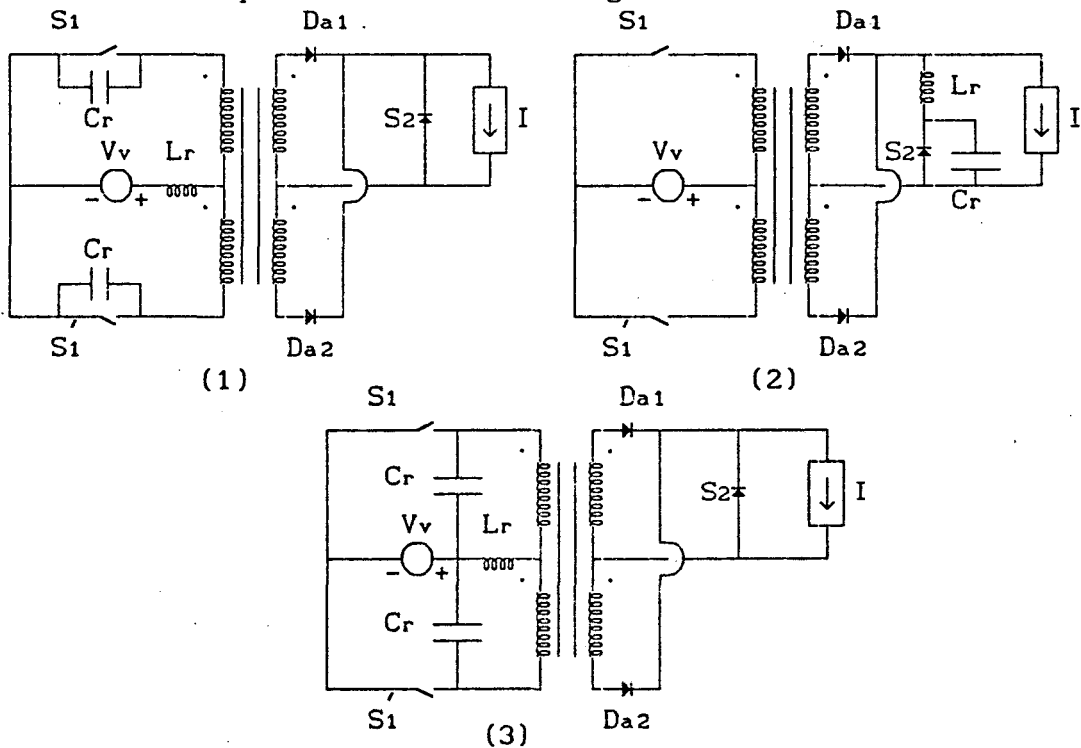 S1
Da1
Cr
Vv
Lr
S2
I
-
+
Cr
S1
Da2
(1)
S1
Da1
Lr
Vv
S2
I
-
+
Cr
S1
Da2
(2)
S1
Da1
Cr
Vv
Lr
S2
I
-
+
Cr
S1
Da2
(3)